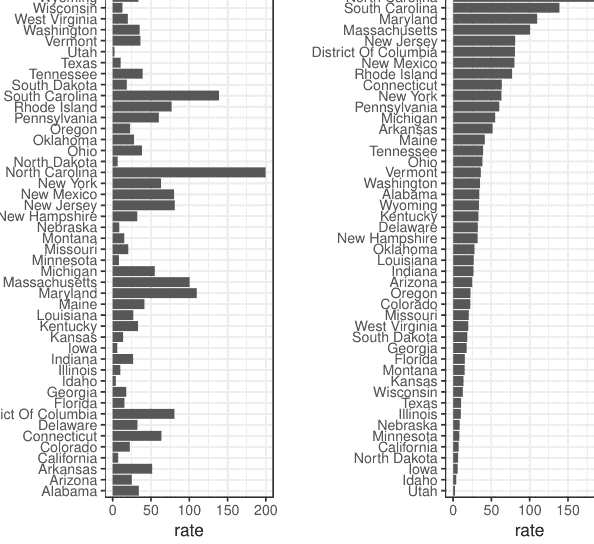 Wisconsin
West Virginia
Washington
Vermont
Utah
Texas
Tennessee
South Dakota
South Carolina
Rhode Island
Pennsylvania
Oregon
Oklahoma
Ohio
North Dakota
North Carolina
New York
New Mexico
New Jersey
New Hampshire
Nebraska
Montana
Missouri
Minnesota
Michigan
Massachusetts
Maryland
Maine
Louisiana
Kentucky
Kansas
Iowa
Indiana
Illinois
Idaho
Georgia
Florida
ict Of Columbia
Delaware
Connecticut
Colorado
California
Arkansas
Arizona
Alabama
0 50 100 150 200
rate
South Carolina
Maryland
Massachusetts
New Jersey
District Of Columbia
New Mexico
Rhode Island
Connecticut
New York
Pennsylvania
Michigan
Arkansas
Maine
Tennessee
Ohio
Vermont
Washington
Alabama
Wyoming
Kentucky
Delaware
New Hampshire
Oklahoma
Louisiana
Indiana
Arizona
Oregon
Colorado
Missouri
West Virginia
South Dakota
Georgia
Florida
Montana
Kansas
Wisconsin
Texas
Illinois
Nebraska
Minnesota
California
North Dakota
Iowa
Idaho
Utah
0 50 100 150
rate